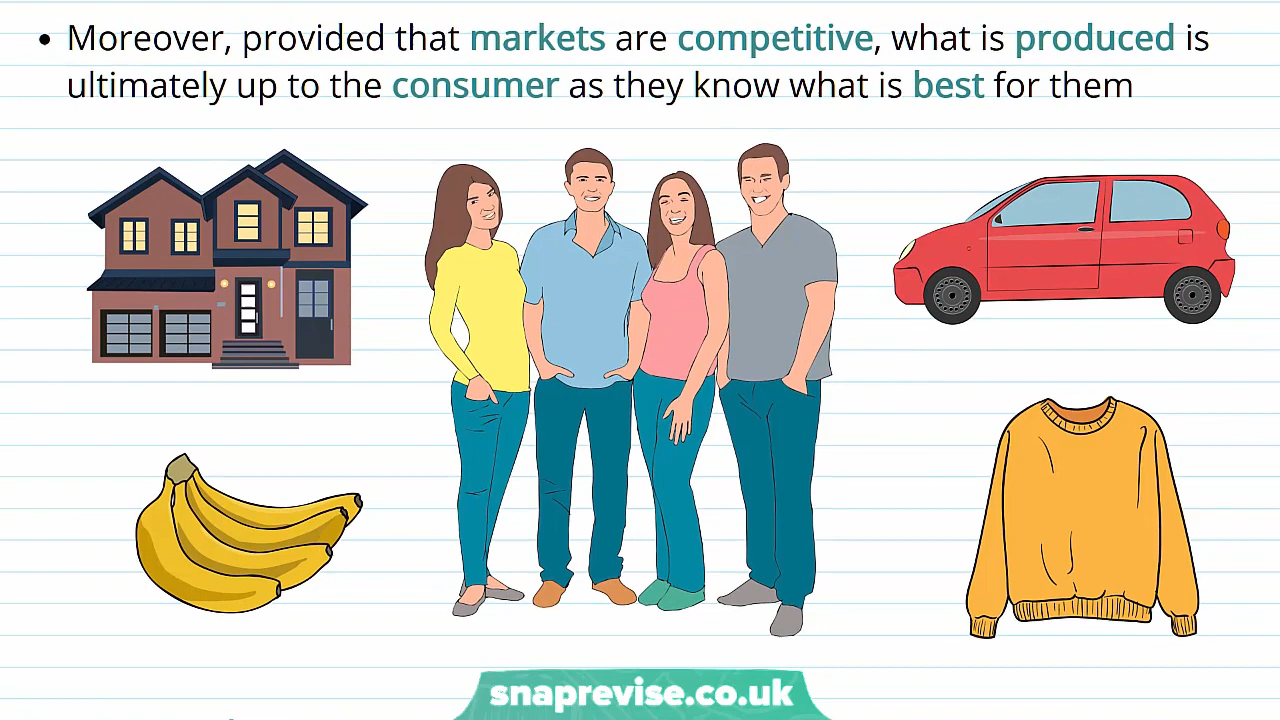 • Moreover, provided that markets are competitive, what is produced is
ultimately up to the consumer as they know what is best for them
snaprevise.co.uk